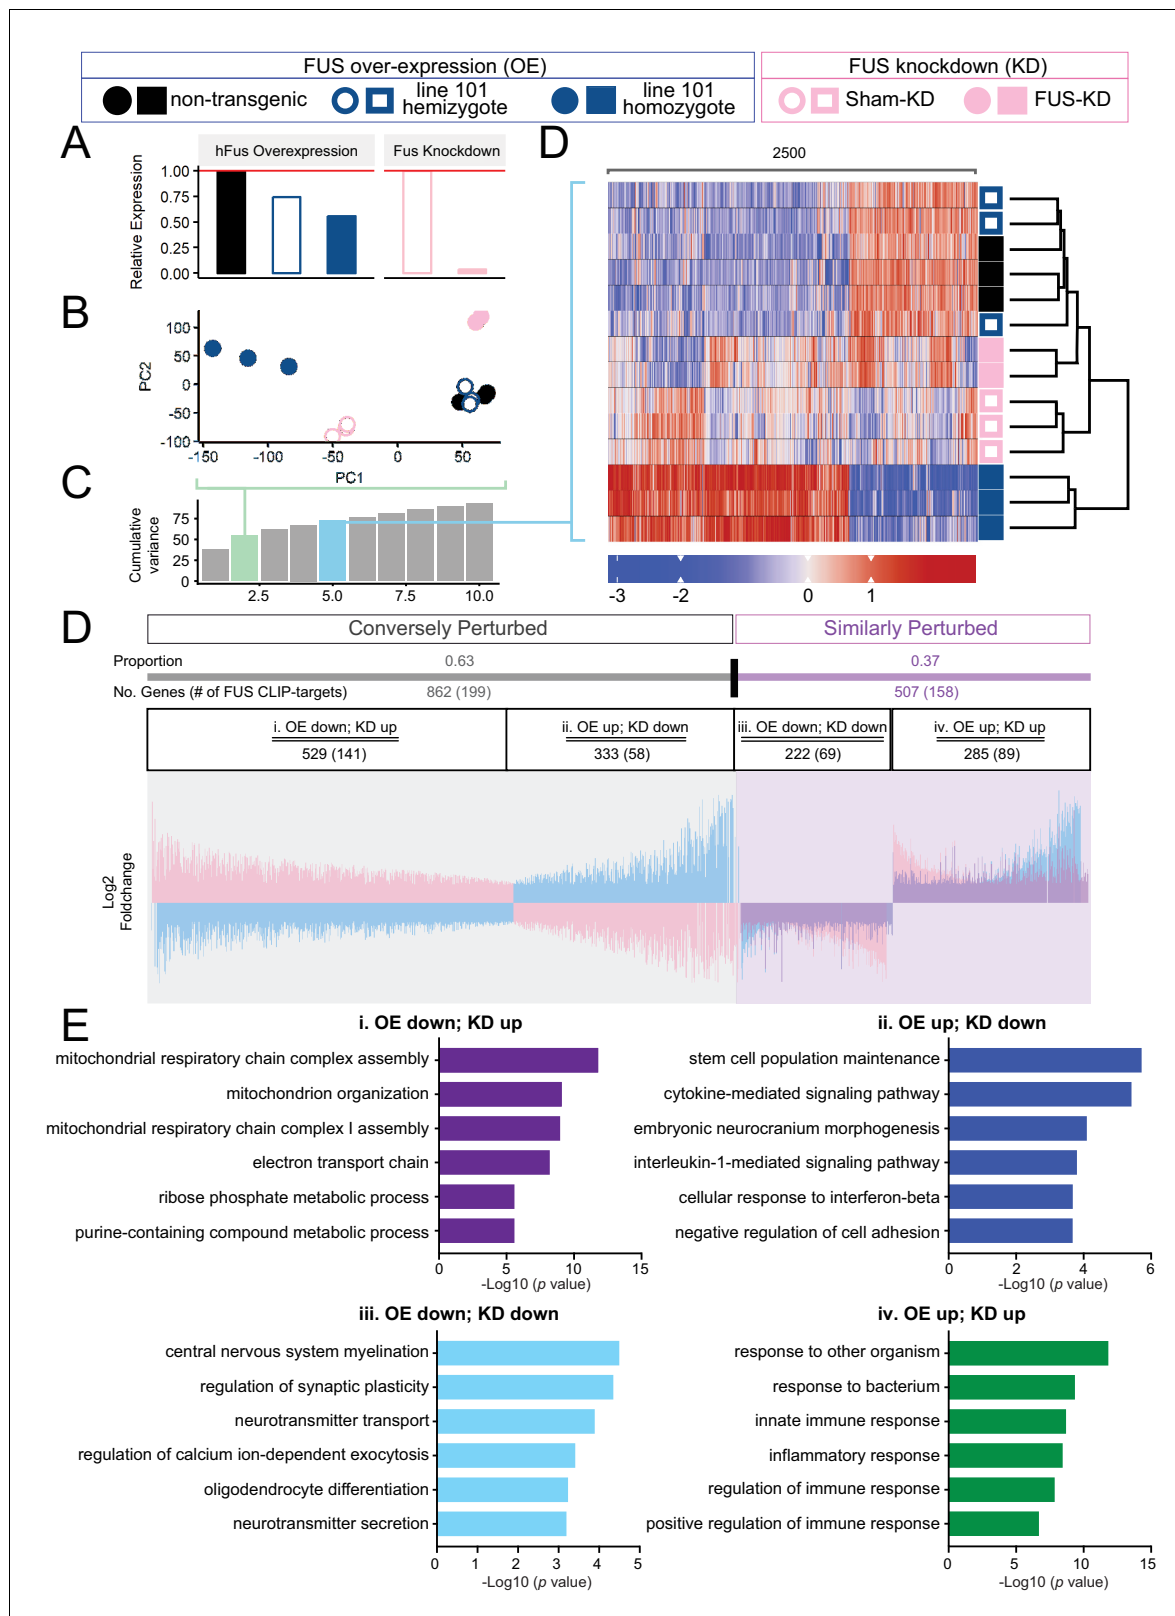 FUS over-expression (OE)
FUS knockdown (KD)
non-transgenic
line 101
hemizygote
line 101
homozygote
Sham-KD
FUS-KD
A
hFus Overexpression
Fus Knockdown
Relative Expression
1.00
0.75
0.50
0.25
0.00
B
PC2
100
50
0
-50
-100
-150
-100
-50
0
50
PC1
C
Cumulative
variance
75
50
25
0
2.5
5.0
7.5
10.0
D
2500
-3
-2
0
1
D
Conversely Perturbed
Similarly Perturbed
Proportion
0.63
0.37
No. Genes (# of FUS CLIP-targets)
862 (199)
507 (158)
i. OE down; KD up
529 (141)
ii. OE up; KD down
333 (58)
iii. OE down; KD down
222 (69)
iv. OE up; KD up
285 (89)
Log2
Foldchange
E
i. OE down; KD up
mitochondrial respiratory chain complex assembly
mitochondrion organization
mitochondrial respiratory chain complex I assembly
electron transport chain
ribose phosphate metabolic process
purine-containing compound metabolic process
0
5
10
15
-Log10 (p value)
ii. OE up; KD down
stem cell population maintenance
cytokine-mediated signaling pathway
embryonic neurocranium morphogenesis
interleukin-1-mediated signaling pathway
cellular response to interferon-beta
negative regulation of cell adhesion
0
2
4
6
-Log10 (p value)
iii. OE down; KD down
central nervous system myelination
regulation of synaptic plasticity
neurotransmitter transport
regulation of calcium ion-dependent exocytosis
oligodendrocyte differentiation
neurotransmitter secretion
0
1
2
3
4
5
-Log10 (p value)
iv. OE up; KD up
response to other organism
response to bacterium
innate immune response
inflammatory response
regulation of immune response
positive regulation of immune response
0
5
10
15
-Log10 (p value)